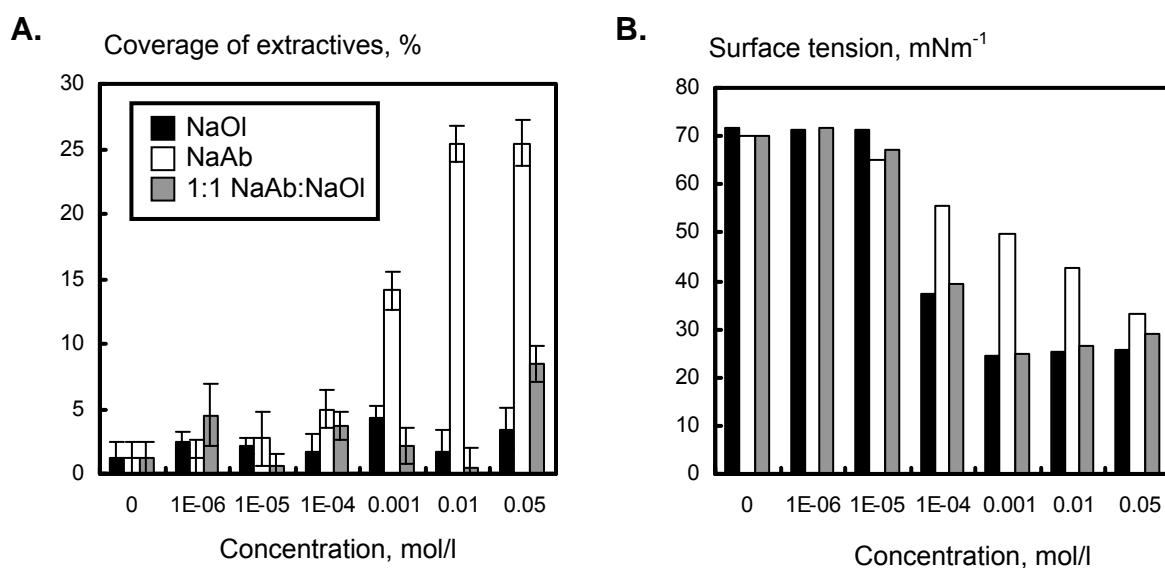 A.
Coverage of extractives, %
30
25
20
15
10
5
0
NaOl
NaAb
1:1 NaAb:NaOl
0 1E-06 1E-05 1E-04 0.001 0.01 0.05
Concentration, mol/l
B.
Surface tension, mNm⁻¹
80
70
60
50
40
30
20
10
0
0 1E-06 1E-05 1E-04 0.001 0.01 0.05
Concentration, mol/l